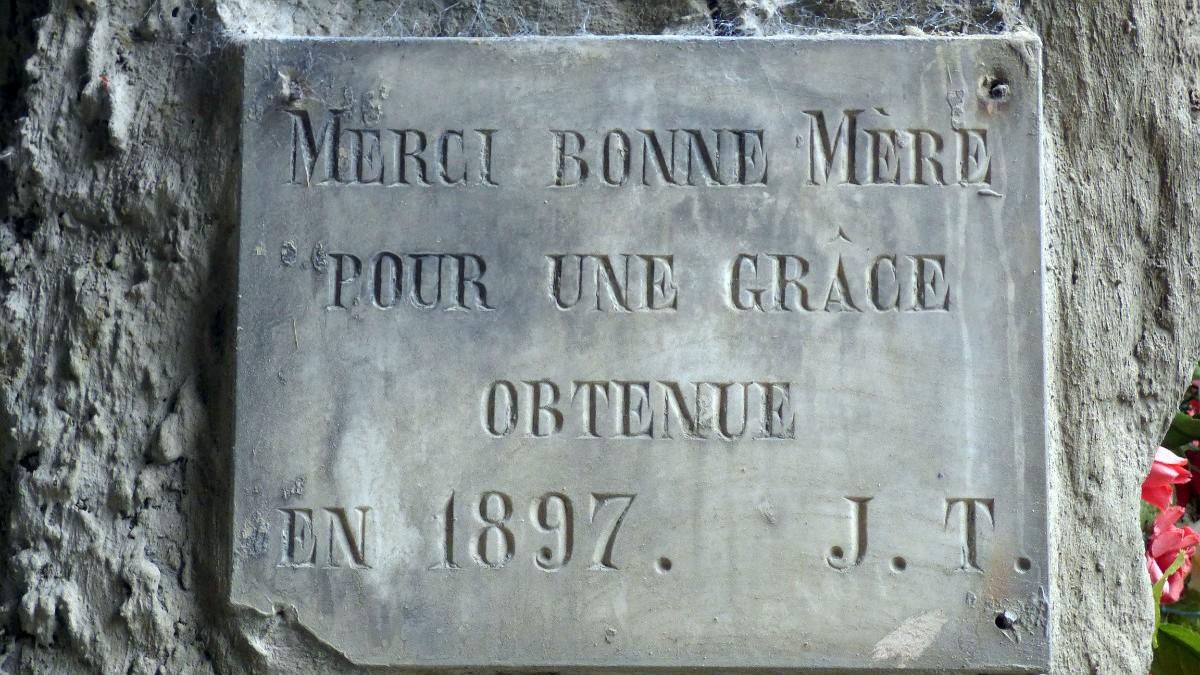 MERCI BONNE MÈRE
POUR UNE GRÂCE
OBTENUE
EN 1897. J. T.